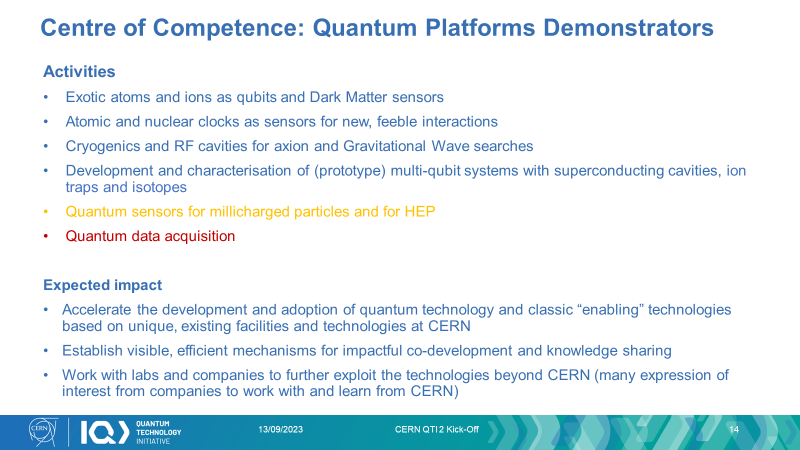 Centre of Competence: Quantum Platforms Demonstrators
Activities
• Exotic atoms and ions as qubits and Dark Matter sensors
• Atomic and nuclear clocks as sensors for new, feeble interactions
• Cryogenics and RF cavities for axion and Gravitational Wave searches
• Development and characterisation of (prototype) multi-qubit systems with superconducting cavities, ion
traps and isotopes
• Quantum sensors for millicharged particles and for HEP
• Quantum data acquisition
Expected impact
• Accelerate the development and adoption of quantum technology and classic “enabling” technologies
based on unique, existing facilities and technologies at CERN
• Establish visible, efficient mechanisms for impactful co-development and knowledge sharing
• Work with labs and companies to further exploit the technologies beyond CERN (many expression of
interest from companies to work with and learn from CERN)
CERN
QUANTUM
TECHNOLOGY
INITIATIVE
13/09/2023
CERN QTI2 Kick-Off
14